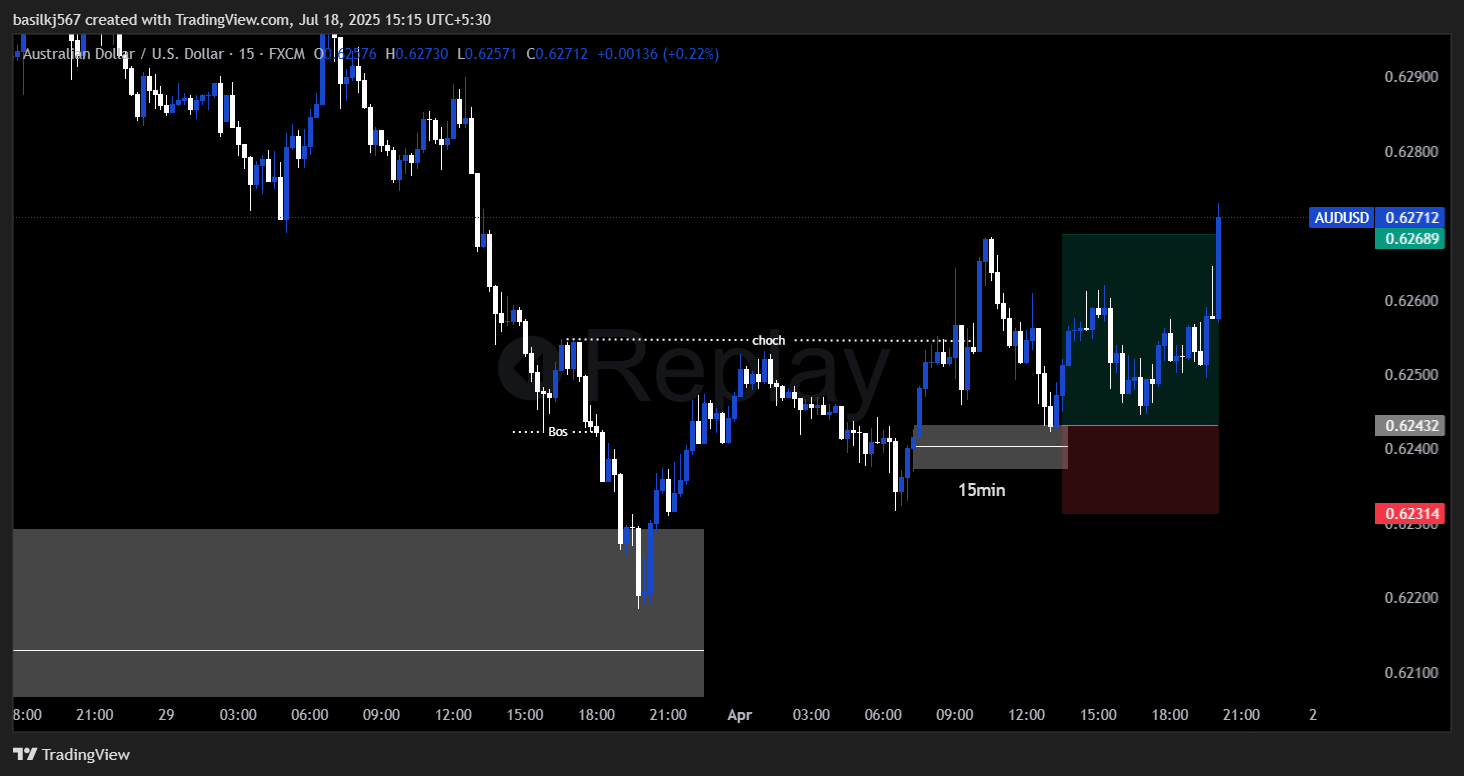 basilkj567 created with TradingView.com, Jul 18, 2025 15:15 UTC+5:30
Australian Dollar / U.S. Dollar · 15 · FXCM O0.62576 H0.62730 L0.62571 C0.62712 +0.00136 (+0.22%)
0.62900
0.62800
AUDUSD 0.62712
0.62689
0.62600
choch
Replay
0.62500
Bos
0.62432
0.62400
15min
0.62314
0.62300
0.62200
0.62100
8:00 21:00 29 03:00 06:00 09:00 12:00 15:00 18:00 21:00 Apr 03:00 06:00 09:00 12:00 15:00 18:00 21:00 2
TradingView